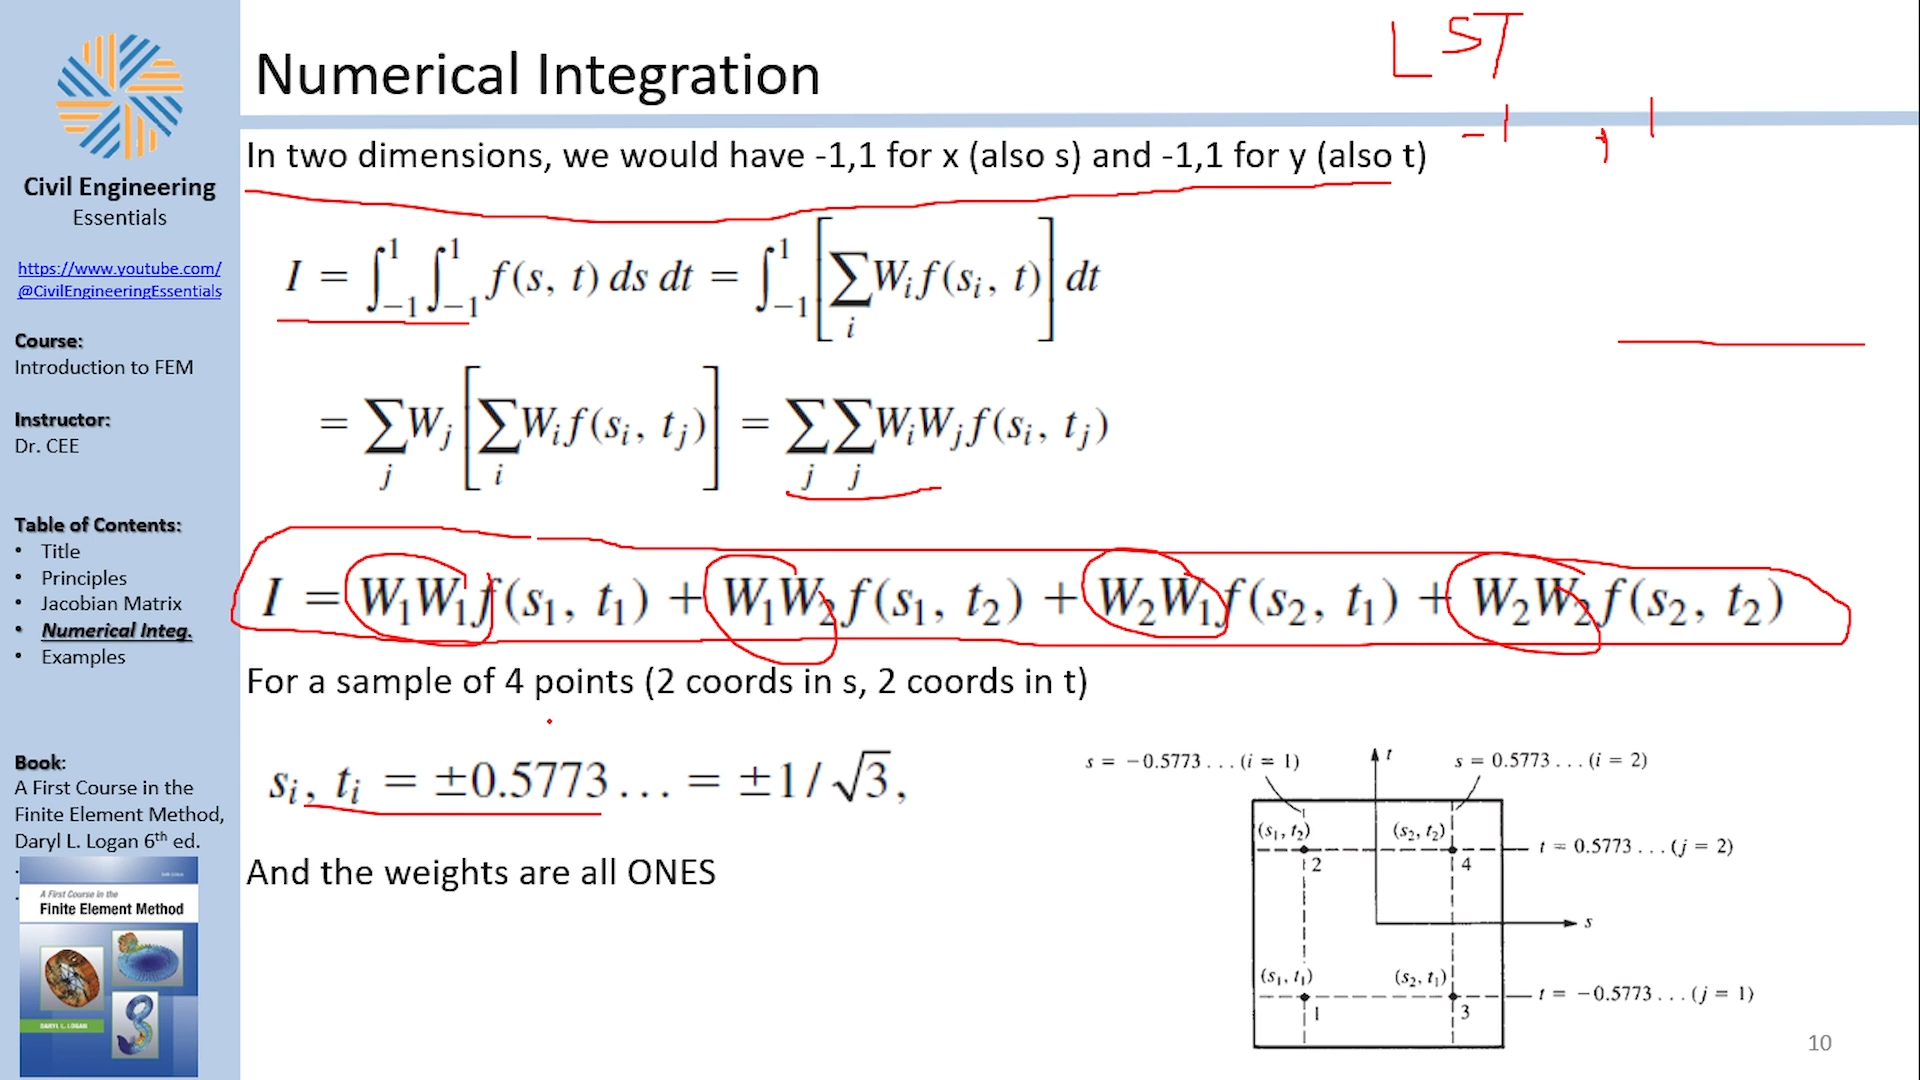 Civil Engineering
Essentials
https://www.youtube.com/
@CivilEngineeringEssentials
Course:
Introduction to FEM
Instructor:
Dr. CEE
Table of Contents:
• Title
• Principles
• Jacobian Matrix
• Numerical Integ.
• Examples
Book:
A First Course in the
Finite Element Method,
Daryl L. Logan 6th ed.
A First Course in the
Finite Element Method
DARYL L. LOGAN
Numerical Integration
LST
-1 , 1
In two dimensions, we would have -1,1 for x (also s) and -1,1 for y (also t)
I = ∫₋₁¹ ∫₋₁¹ f(s, t) ds dt = ∫₋₁¹ [∑ᵢ Wᵢ f(sᵢ, t)] dt
= ∑ⱼ Wⱼ [∑ᵢ Wᵢ f(sᵢ, tⱼ)] = ∑ⱼ ∑ⱼ WᵢWⱼ f(sᵢ, tⱼ)
I = W₁W₁f(s₁, t₁) + W₁W₂f(s₁, t₂) + W₂W₁f(s₂, t₁) + W₂W₂f(s₂, t₂)
For a sample of 4 points (2 coords in s, 2 coords in t)
sᵢ, tᵢ = ±0.5773... = ±1/√3,
And the weights are all ONES
s = −0.5773...(i = 1)
t
s = 0.5773...(i = 2)
(s₁, t₂)
(s₂, t₂)
t = 0.5773...(j = 2)
2
4
s
(s₁, t₁)
(s₂, t₁)
t = −0.5773...(j = 1)
1
3
10